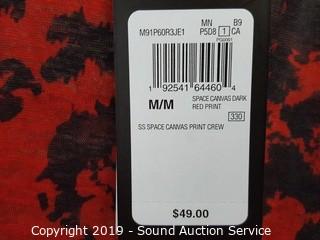 M91P60R3JE1
MN B9
P5D8 1 CA
PG0001
1 92541 64460 4
M/M
SPACE CANVAS DARK
RED PRINT
330
SS SPACE CANVAS PRINT CREW
$49.00
Copyright 2019 - Sound Auction Service